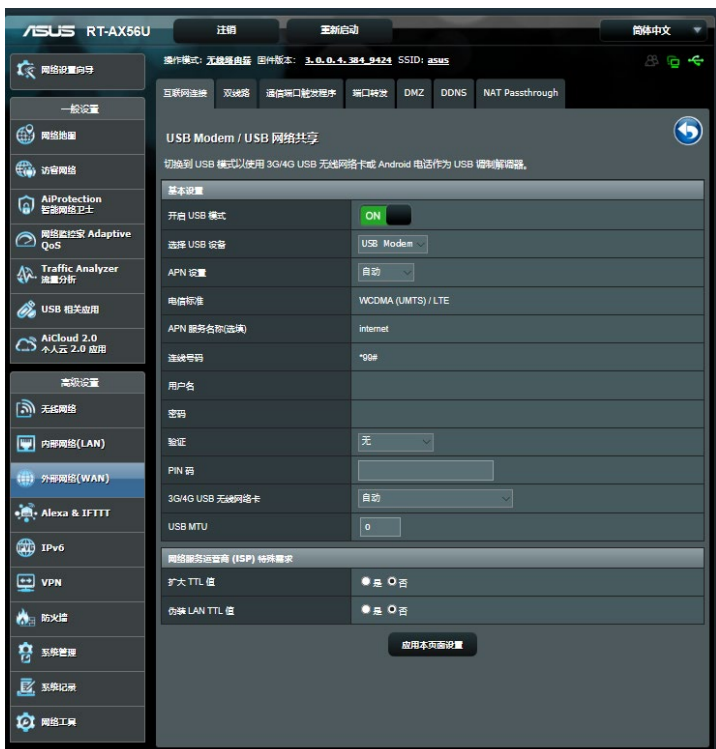 ASUS RT-AX56U 注销 重新启动 简体中文
操作模式: 无线路由器 固件版本: 3.0.0.4.384_9424 SSID: asus
网络设置向导
互联网连接 双线路 通信端口触发程序 端口转发 DMZ DDNS NAT Passthrough
一般设置
网络地图
访客网络
AiProtection
智能网络卫士
网络监控家 Adaptive
QoS
Traffic Analyzer
流量分析
USB 相关应用
AiCloud 2.0
个人云 2.0 应用
高级设置
无线网络
内部网络(LAN)
外部网络(WAN)
Alexa & IFTTT
IPv6
VPN
防火墙
系统管理
系统记录
网络工具
USB Modem / USB 网络共享
切换到 USB 模式以使用 3G/4G USB 无线网络卡或 Android 电话作为 USB 调制解调器。
基本设置
开启 USB 模式 ON
选择 USB 设备 USB Modem
APN 设置 自动
电信标准 WCDMA (UMTS) / LTE
APN 服务名称(选填) internet
连线号码 *99#
用户名
密码
验证 无
PIN 码
3G/4G USB 无线网络卡 自动
USB MTU 0
网络服务运营商 (ISP) 特殊需求
扩大 TTL 值 是 否
伪装 LAN TTL 值 是 否
应用本页面设置